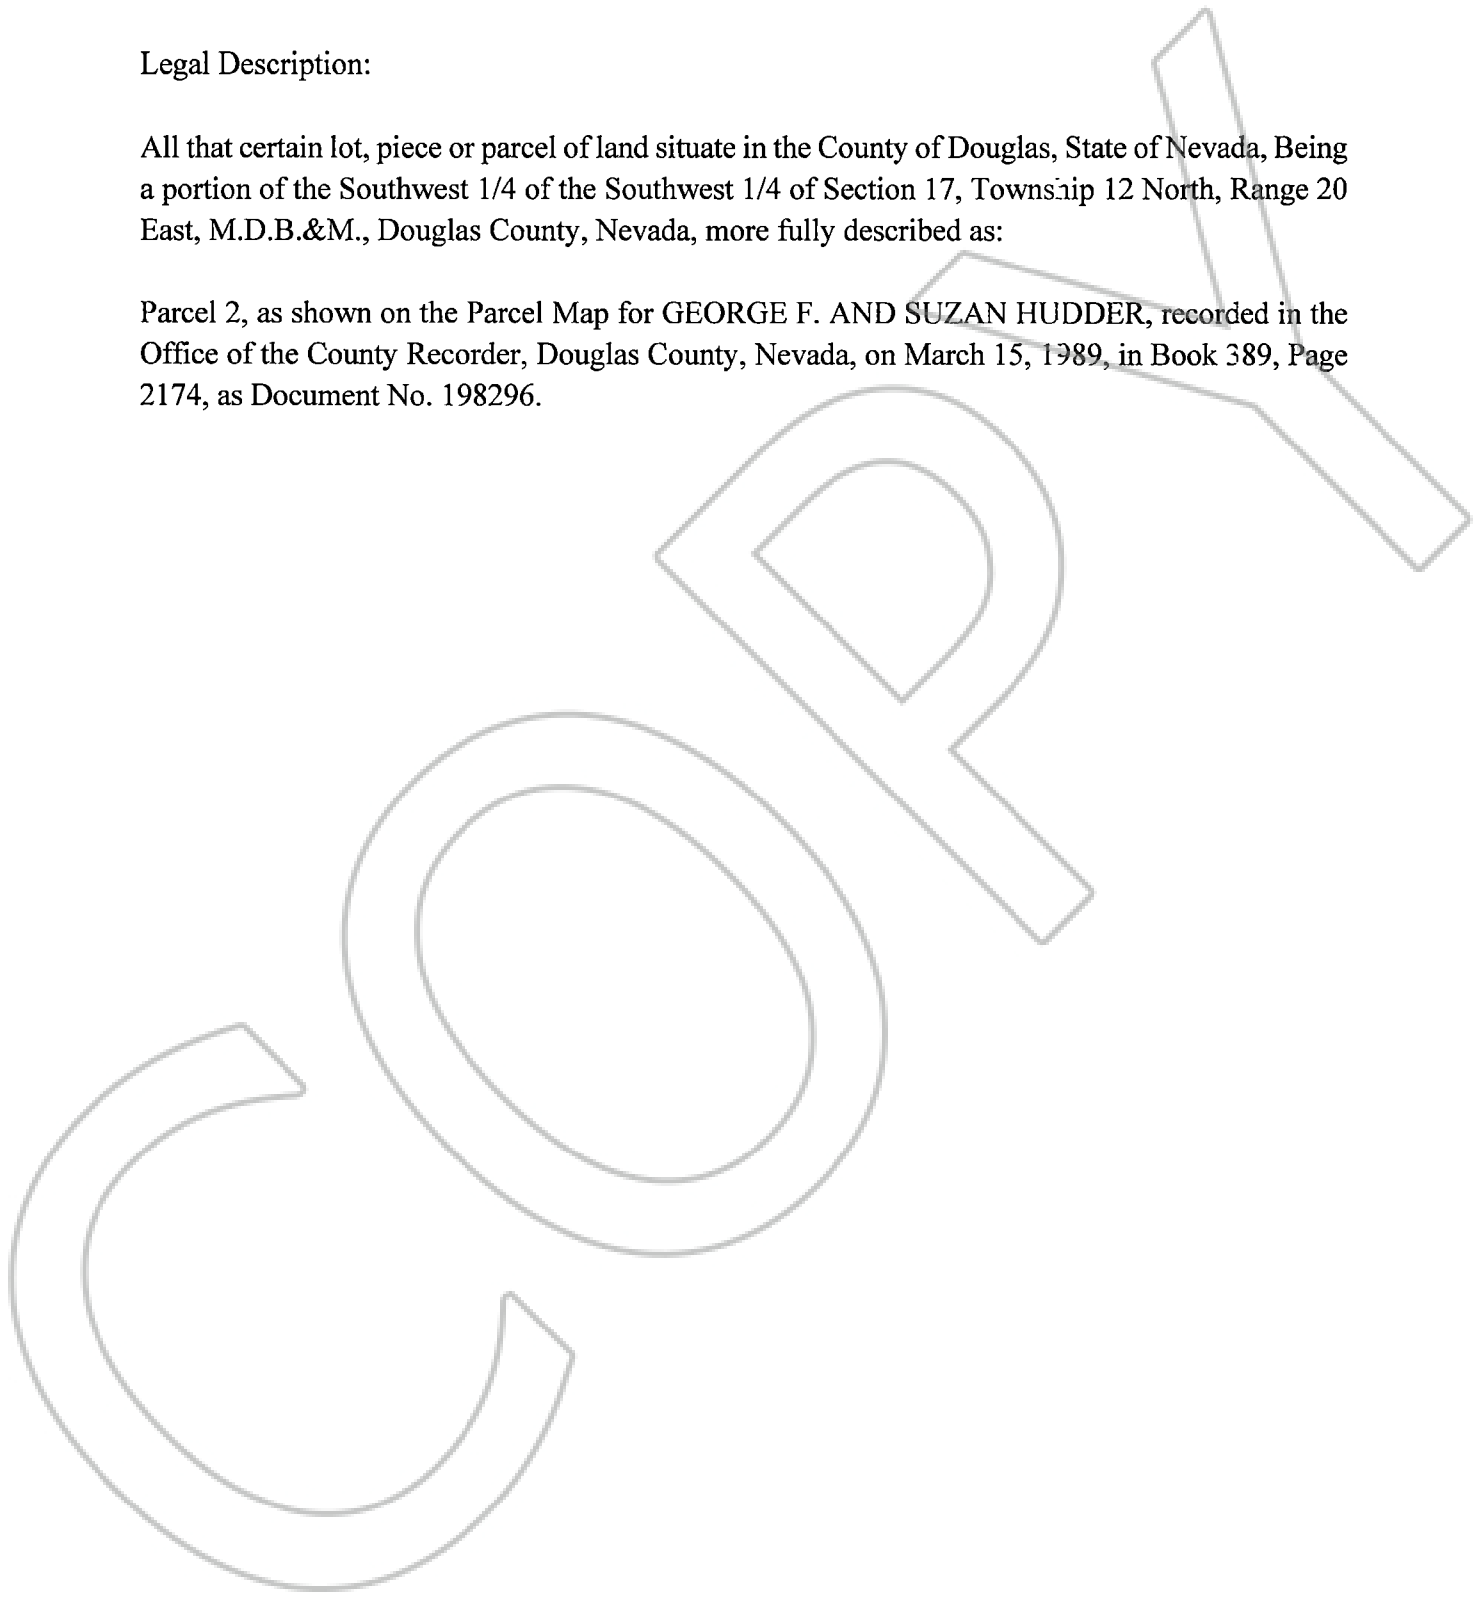 Legal Description:
All that certain lot, piece or parcel of land situate in the County of Douglas, State of Nevada, Being
a portion of the Southwest 1/4 of the Southwest 1/4 of Section 17, Township 12 North, Range 20
East, M.D.B.&M., Douglas County, Nevada, more fully described as:
Parcel 2, as shown on the Parcel Map for GEORGE F. AND SUZAN HUDDER, recorded in the
Office of the County Recorder, Douglas County, Nevada, on March 15, 1989, in Book 389, Page
2174, as Document No. 198296.
COPY